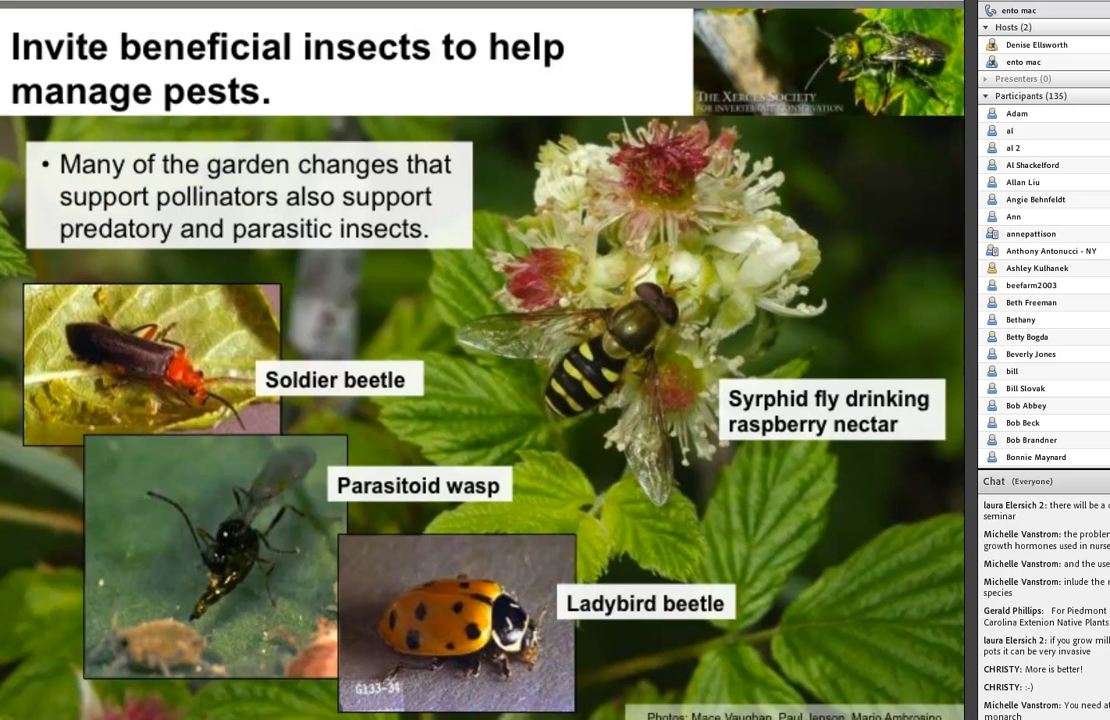 Invite beneficial insects to help
manage pests.
THE XERCES SOCIETY
FOR INVERTEBRATE CONSERVATION
• Many of the garden changes that
support pollinators also support
predatory and parasitic insects.
Soldier beetle
Syrphid fly drinking
raspberry nectar
Parasitoid wasp
Ladybird beetle
G133-34
Photos: Mace Vaughan, Paul Jepson, Mario Ambrosino
ento mac
Hosts (2)
Denise Ellsworth
ento mac
Presenters (0)
Participants (135)
Adam
al
al 2
Al Shackelford
Allan Liu
Angie Behnfeldt
Ann
annepattison
Anthony Antonucci - NY
Ashley Kulhanek
beefarm2003
Beth Freeman
Bethany
Betty Bogda
Beverly Jones
bill
Bill Slovak
Bob Abbey
Bob Beck
Bob Brandner
Bonnie Maynard
Chat (Everyone)
laura Elersich 2: there will be a
seminar
Michelle Vanstrom: the problem
growth hormones used in nurse
Michelle Vanstrom: and the use
Michelle Vanstrom: inlude the
species
Gerald Phillips: For Piedmont
Carolina Extenion Native Plants
laura Elersich 2: if you grow mil
pots it can be very invasive
CHRISTY: More is better!
CHRISTY: :-)
Michelle Vanstrom: You need at
monarch